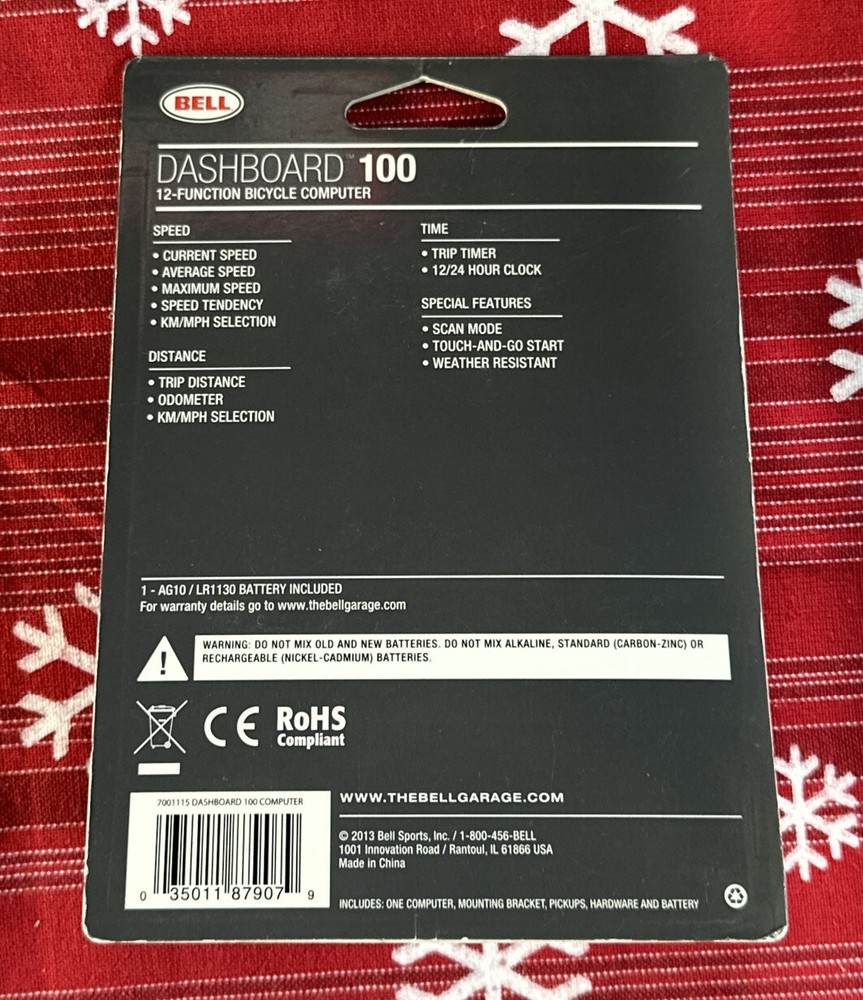 BELL
DASHBOARD™ 100
12-FUNCTION BICYCLE COMPUTER
SPEED
• CURRENT SPEED
• AVERAGE SPEED
• MAXIMUM SPEED
• SPEED TENDENCY
• KM/MPH SELECTION
DISTANCE
• TRIP DISTANCE
• ODOMETER
• KM/MPH SELECTION
TIME
• TRIP TIMER
• 12/24 HOUR CLOCK
SPECIAL FEATURES
• SCAN MODE
• TOUCH-AND-GO START
• WEATHER RESISTANT
1 - AG10 / LR1130 BATTERY INCLUDED
For warranty details go to www.thebellgarage.com
WARNING: DO NOT MIX OLD AND NEW BATTERIES. DO NOT MIX ALKALINE, STANDARD (CARBON-ZINC) OR
RECHARGEABLE (NICKEL-CADMIUM) BATTERIES.
CE RoHS
Compliant
7001115 DASHBOARD 100 COMPUTER
0 35011 87907 9
WWW.THEBELLGARAGE.COM
© 2013 Bell Sports, Inc. / 1-800-456-BELL
1001 Innovation Road / Rantoul, IL 61866 USA
Made in China
INCLUDES: ONE COMPUTER, MOUNTING BRACKET, PICKUPS, HARDWARE AND BATTERY